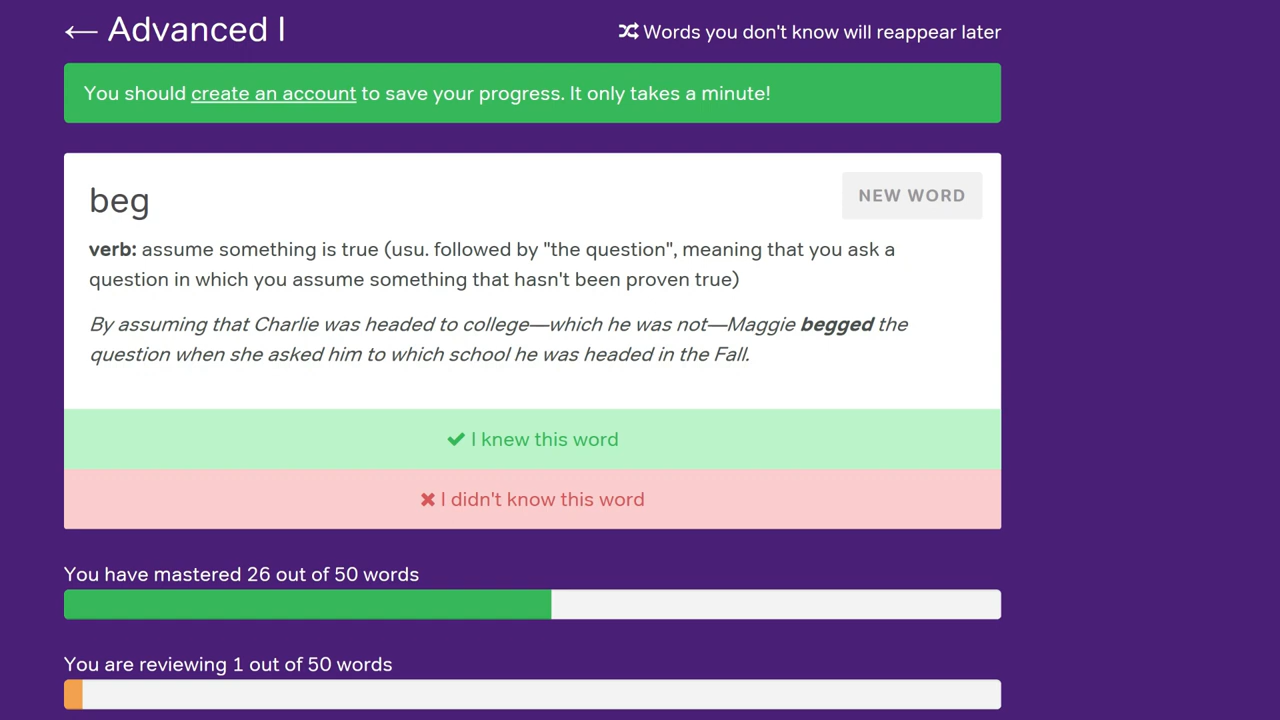 ← Advanced I
Words you don't know will reappear later
You should create an account to save your progress. It only takes a minute!
beg
NEW WORD
verb: assume something is true (usu. followed by "the question", meaning that you ask a
question in which you assume something that hasn't been proven true)
By assuming that Charlie was headed to college—which he was not—Maggie begged the
question when she asked him to which school he was headed in the Fall.
✔ I knew this word
✖ I didn't know this word
You have mastered 26 out of 50 words
You are reviewing 1 out of 50 words